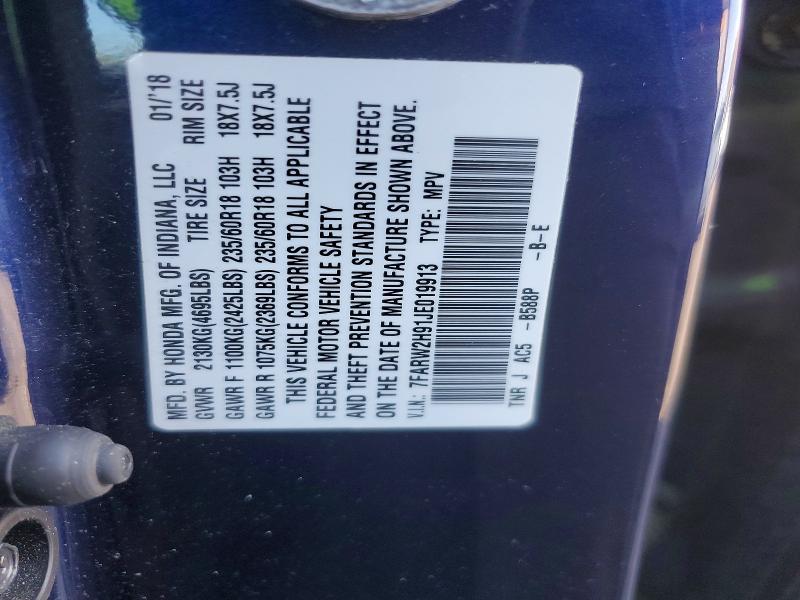 MFD. BY HONDA MFG. OF INDIANA, LLC 01/'18
GVWR 2130KG(4695LBS) TIRE SIZE RIM SIZE
GAWR F 1100KG(2425LBS) 235/60R18 103H 18X7.5J
GAWR R 1075KG(2369LBS) 235/60R18 103H 18X7.5J
THIS VEHICLE CONFORMS TO ALL APPLICABLE
FEDERAL MOTOR VEHICLE SAFETY
AND THEFT PREVENTION STANDARDS IN EFFECT
ON THE DATE OF MANUFACTURE SHOWN ABOVE.
V.I.N.: 7FARW2H91JE019913 TYPE: MPV
TNR J AC5 -B588P -B-E